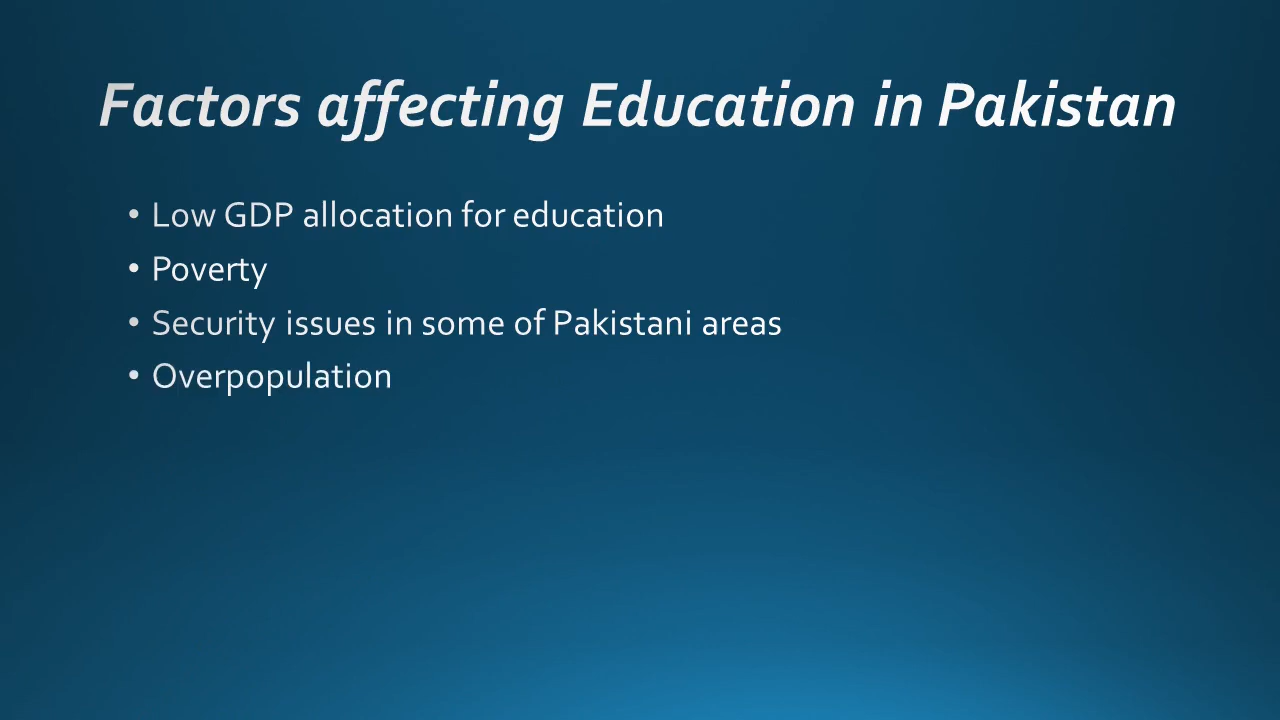 Factors affecting Education in Pakistan
• Low GDP allocation for education
• Poverty
• Security issues in some of Pakistani areas
• Overpopulation